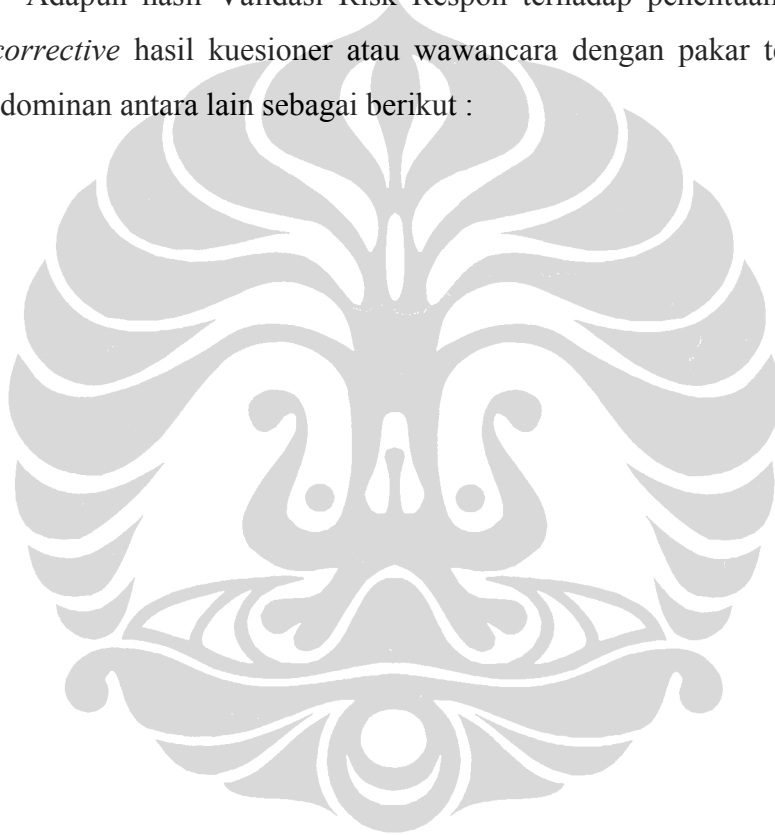 Adapun hasil Validasi Risk Respon terhadap penentuan
corrective hasil kuesioner atau wawancara dengan pakar
dominan antara lain sebagai berikut :